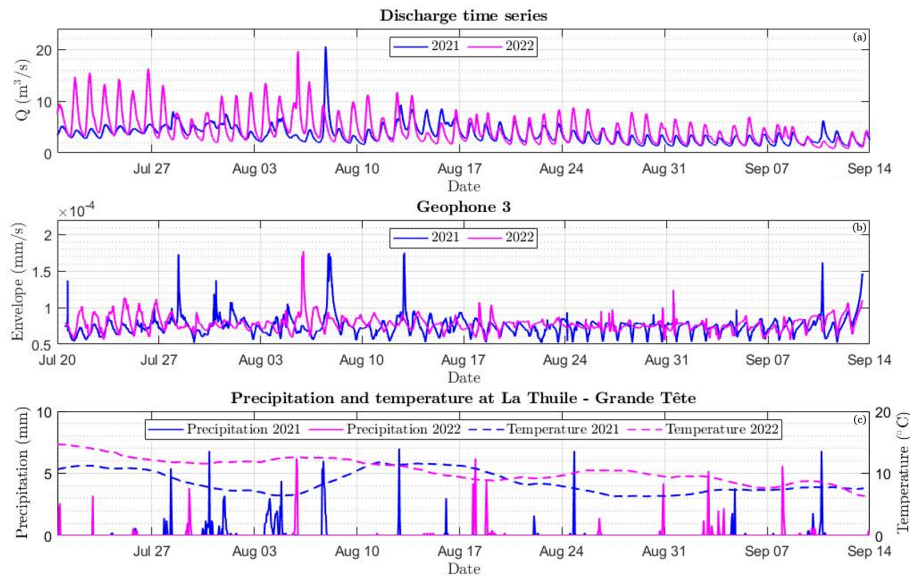 Discharge time series
(a)
2021 2022
20
10
0
Q (m³/s)
Jul 27 Aug 03 Aug 10 Aug 17 Aug 24 Aug 31 Sep 07 Sep 14
Date
Geophone 3
×10⁻⁴
(b)
2021 2022
2
1.5
1
0.5
Envelope (mm/s)
Jul 20 Jul 27 Aug 03 Aug 10 Aug 17 Aug 24 Aug 31 Sep 07 Sep 14
Date
Precipitation and temperature at La Thuile - Grande Tête
(c)
Precipitation 2021 Precipitation 2022 Temperature 2021 Temperature 2022
10
5
0
Precipitation (mm)
20
10
0
Temperature (°C)
Jul 27 Aug 03 Aug 10 Aug 17 Aug 24 Aug 31 Sep 07 Sep 14
Date